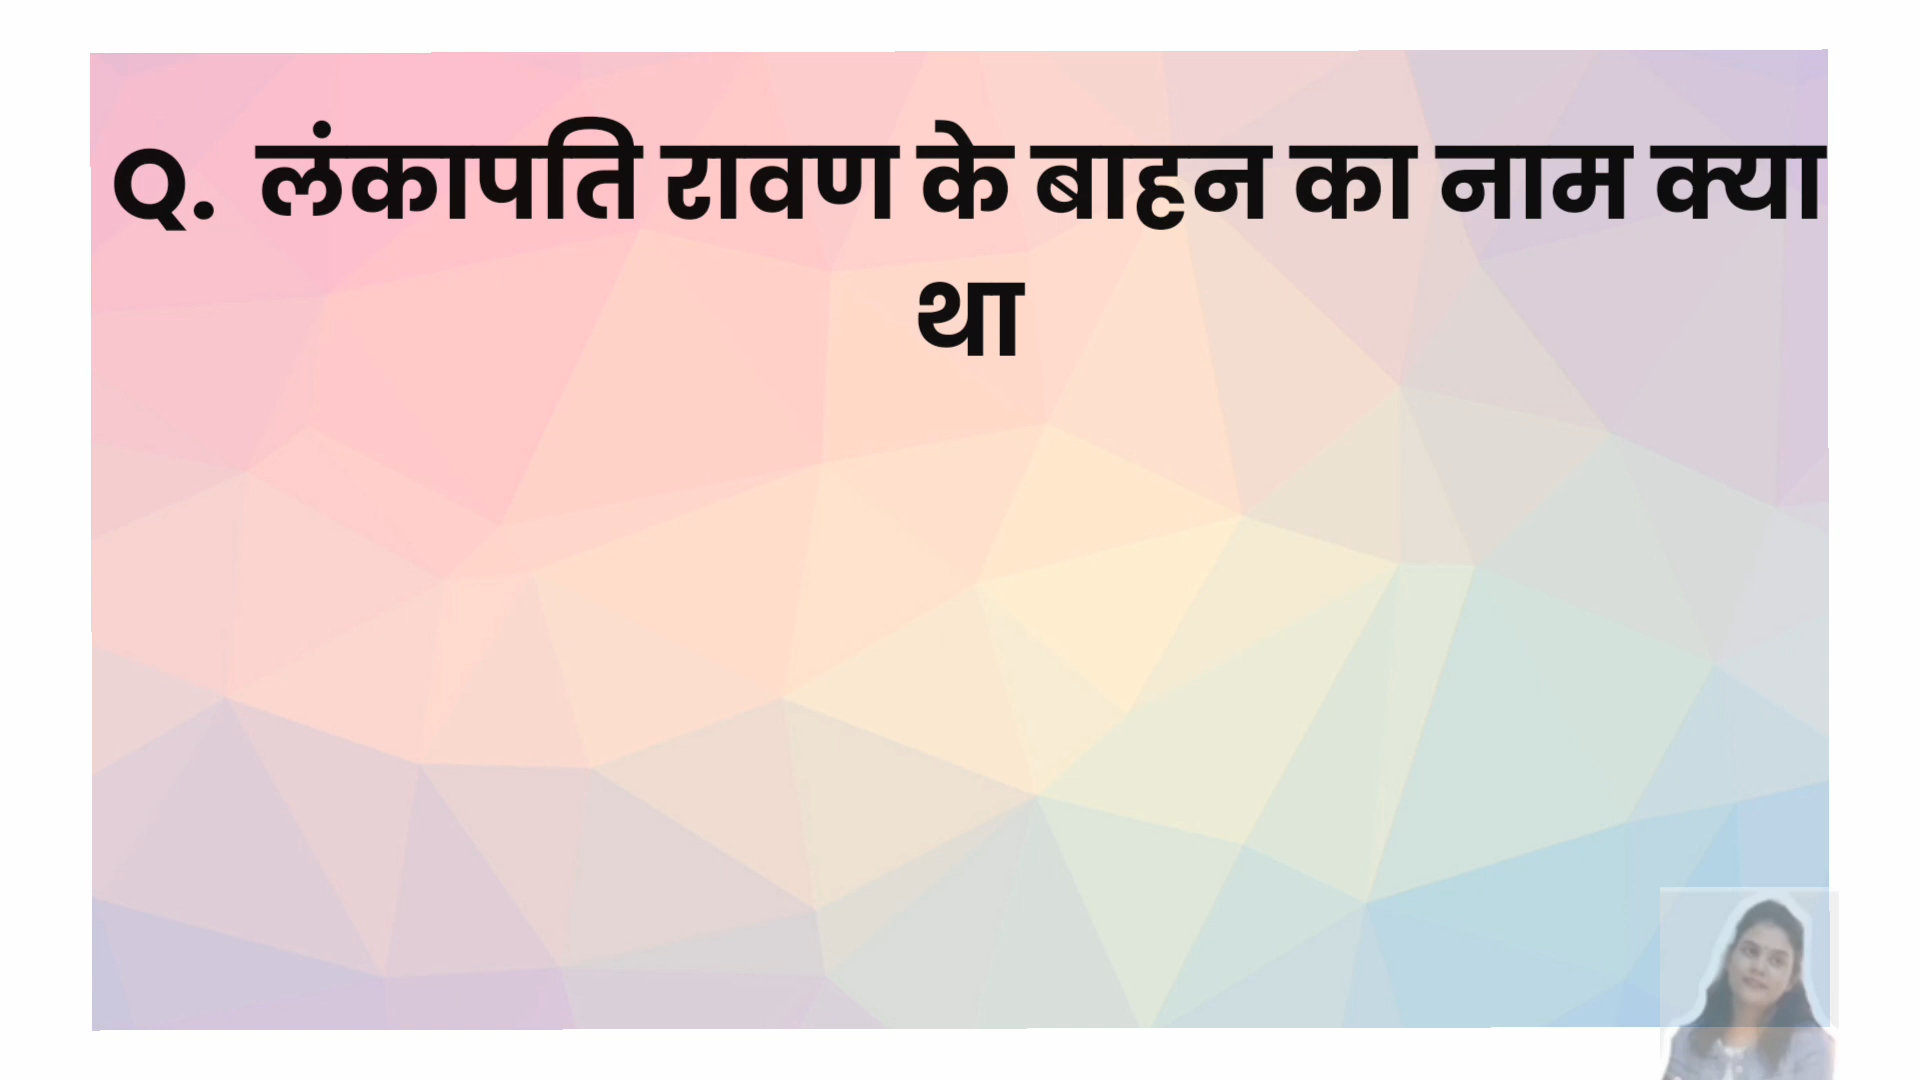 Q. लंकापति रावण के बाहन का नाम क्या
था